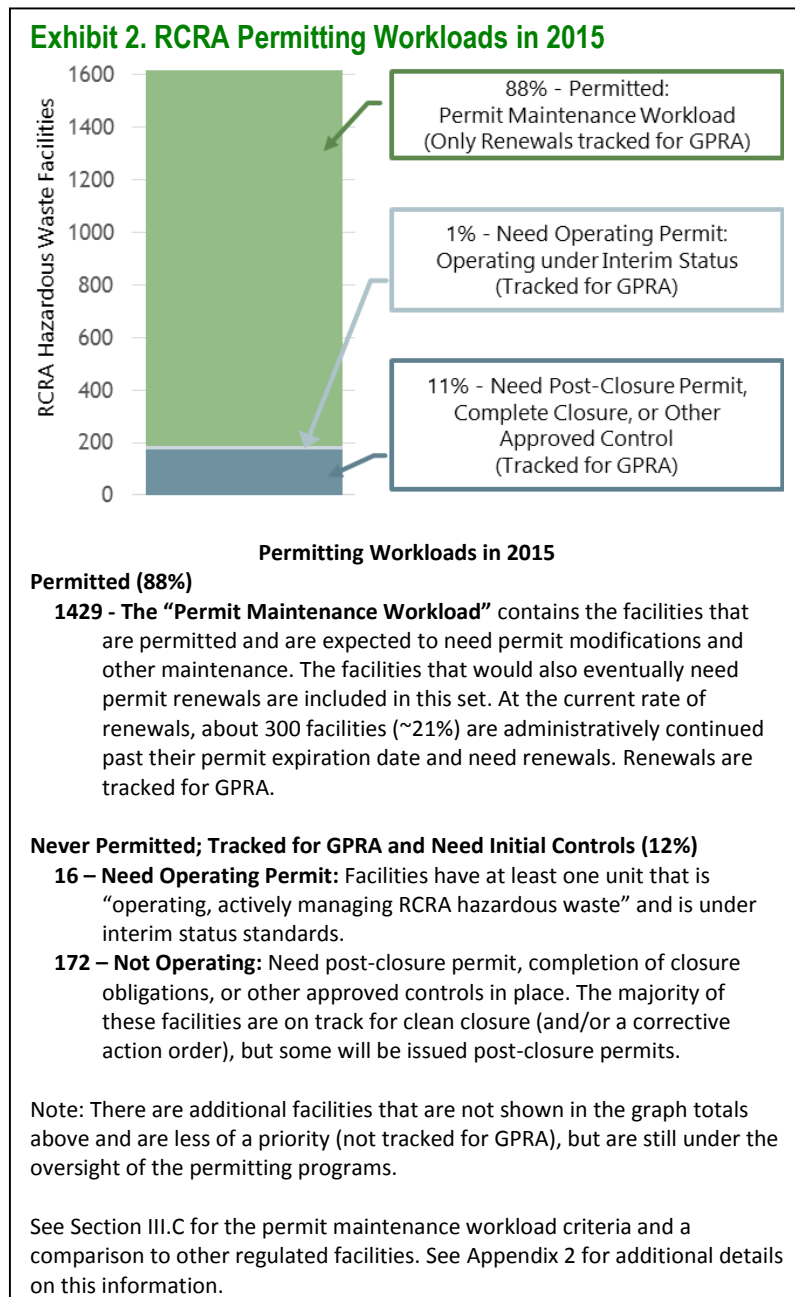 Exhibit 2. RCRA Permitting Workloads in 2015
RCRA Hazardous Waste Facilities
1600
1400
1200
1000
800
600
400
200
0
88% - Permitted:
Permit Maintenance Workload
(Only Renewals tracked for GPRA)
1% - Need Operating Permit:
Operating under Interim Status
(Tracked for GPRA)
11% - Need Post-Closure Permit,
Complete Closure, or Other
Approved Control
(Tracked for GPRA)
Permitting Workloads in 2015
Permitted (88%)
1429 - The “Permit Maintenance Workload” contains the facilities that
are permitted and are expected to need permit modifications and
other maintenance. The facilities that would also eventually need
permit renewals are included in this set. At the current rate of
renewals, about 300 facilities (~21%) are administratively continued
past their permit expiration date and need renewals. Renewals are
tracked for GPRA.
Never Permitted; Tracked for GPRA and Need Initial Controls (12%)
16 – Need Operating Permit: Facilities have at least one unit that is
“operating, actively managing RCRA hazardous waste” and is under
interim status standards.
172 – Not Operating: Need post-closure permit, completion of closure
obligations, or other approved controls in place. The majority of
these facilities are on track for clean closure (and/or a corrective
action order), but some will be issued post-closure permits.
Note: There are additional facilities that are not shown in the graph totals
above and are less of a priority (not tracked for GPRA), but are still under the
oversight of the permitting programs.
See Section III.C for the permit maintenance workload criteria and a
comparison to other regulated facilities. See Appendix 2 for additional details
on this information.